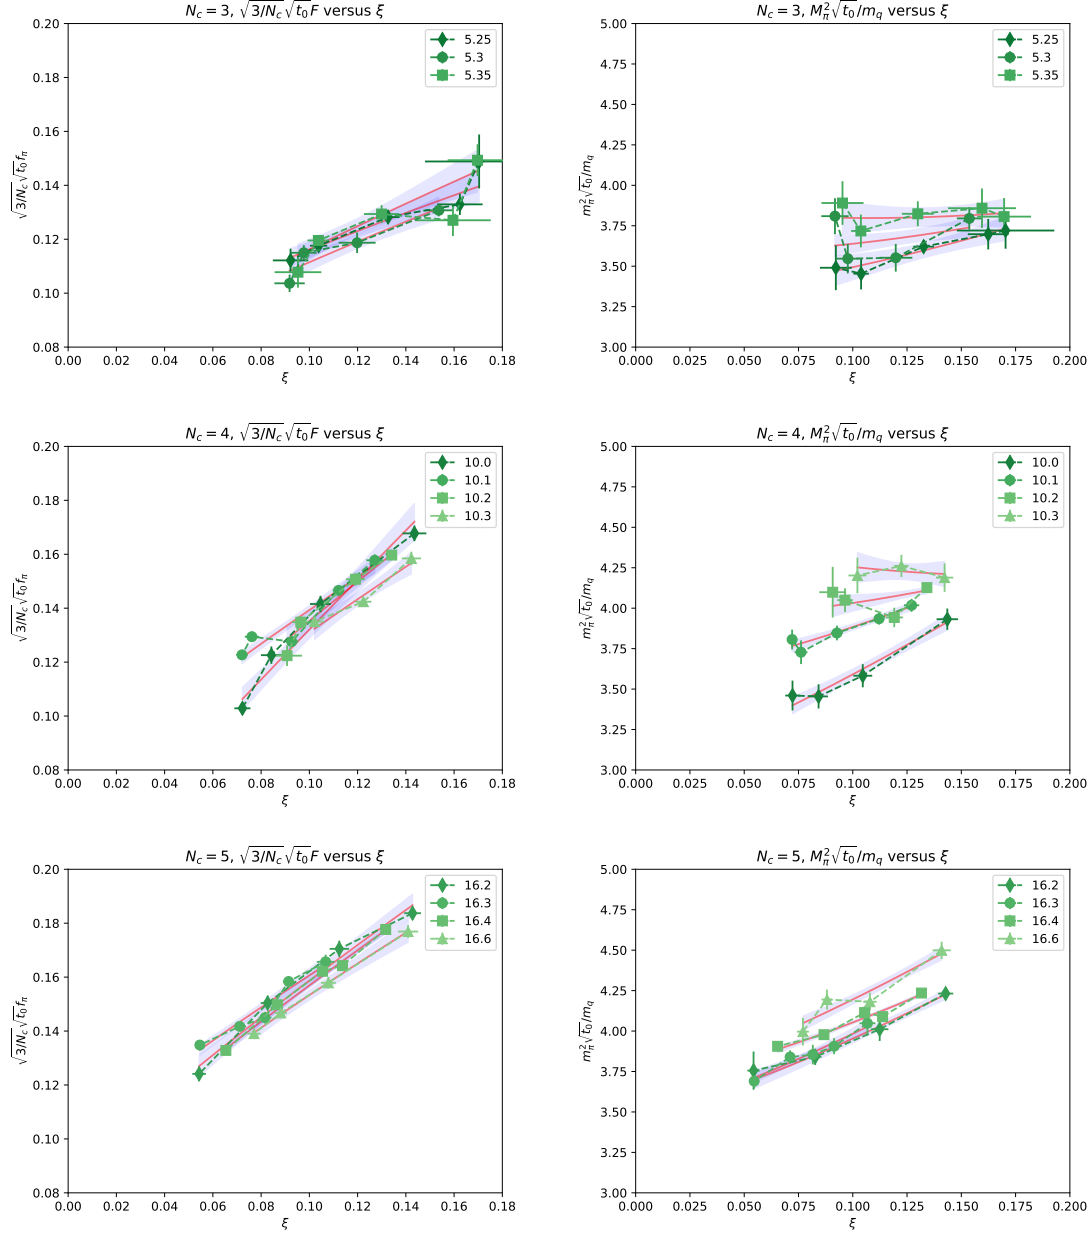 N_c = 3, √3/N_c √t_0 F versus ξ
0.20
0.18
0.16
0.14
0.12
0.10
0.08
√3/N_c √t_0 f_π
5.25
5.3
5.35
0.00 0.02 0.04 0.06 0.08 0.10 0.12 0.14 0.16 0.18
ξ
N_c = 3, M_π^2 √t_0/m_q versus ξ
5.00
4.75
4.50
4.25
4.00
3.75
3.50
3.25
3.00
m_π^2 √t_0/m_q
5.25
5.3
5.35
0.000 0.025 0.050 0.075 0.100 0.125 0.150 0.175 0.200
ξ
N_c = 4, √3/N_c √t_0 F versus ξ
0.20
0.18
0.16
0.14
0.12
0.10
0.08
√3/N_c √t_0 f_π
10.0
10.1
10.2
10.3
0.00 0.02 0.04 0.06 0.08 0.10 0.12 0.14 0.16 0.18
ξ
N_c = 4, M_π^2 √t_0/m_q versus ξ
5.00
4.75
4.50
4.25
4.00
3.75
3.50
3.25
3.00
m_π^2 √t_0/m_q
10.0
10.1
10.2
10.3
0.000 0.025 0.050 0.075 0.100 0.125 0.150 0.175 0.200
ξ
N_c = 5, √3/N_c √t_0 F versus ξ
0.20
0.18
0.16
0.14
0.12
0.10
0.08
√3/N_c √t_0 f_π
16.2
16.3
16.4
16.6
0.00 0.02 0.04 0.06 0.08 0.10 0.12 0.14 0.16 0.18
ξ
N_c = 5, M_π^2 √t_0/m_q versus ξ
5.00
4.75
4.50
4.25
4.00
3.75
3.50
3.25
3.00
m_π^2 √t_0/m_q
16.2
16.3
16.4
16.6
0.000 0.025 0.050 0.075 0.100 0.125 0.150 0.175 0.200
ξ